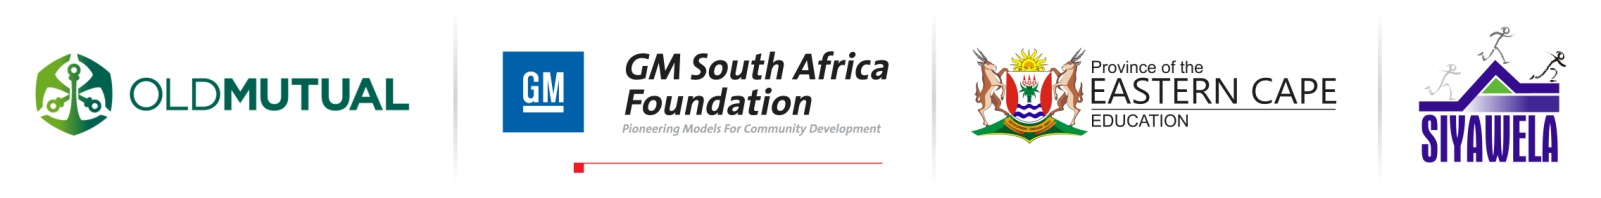 OLDMUTUAL
GM
GM South Africa
Foundation
Pioneering Models For Community Development
Province of the
EASTERN CAPE
EDUCATION
SIYAWELA